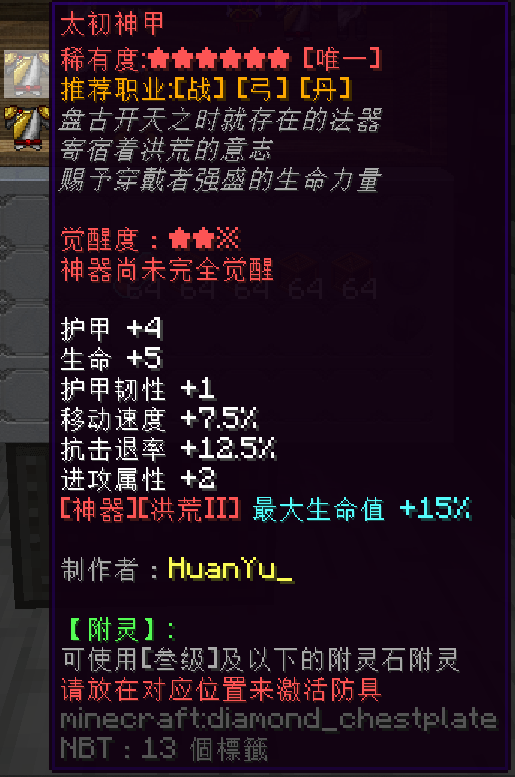 太初神甲
稀有度:★★★★★★ [唯一]
推荐职业:[战] [弓] [丹]
盘古开天之时就存在的法器
寄宿着洪荒的意志
赐予穿戴者强盛的生命力量
觉醒度：★★※
神器尚未完全觉醒
64 64 64 64 64
护甲 +4
生命 +5
护甲韧性 +1
移动速度 +7.5%
抗击退率 +12.5%
进攻属性 +2
[神器][洪荒II] 最大生命值 +15%
制作者：HuanYu_
【附灵】:
可使用[叁级]及以下的附灵石附灵
请放在对应位置来激活防具
minecraft:diamond_chestplate
NBT：13 個標籤